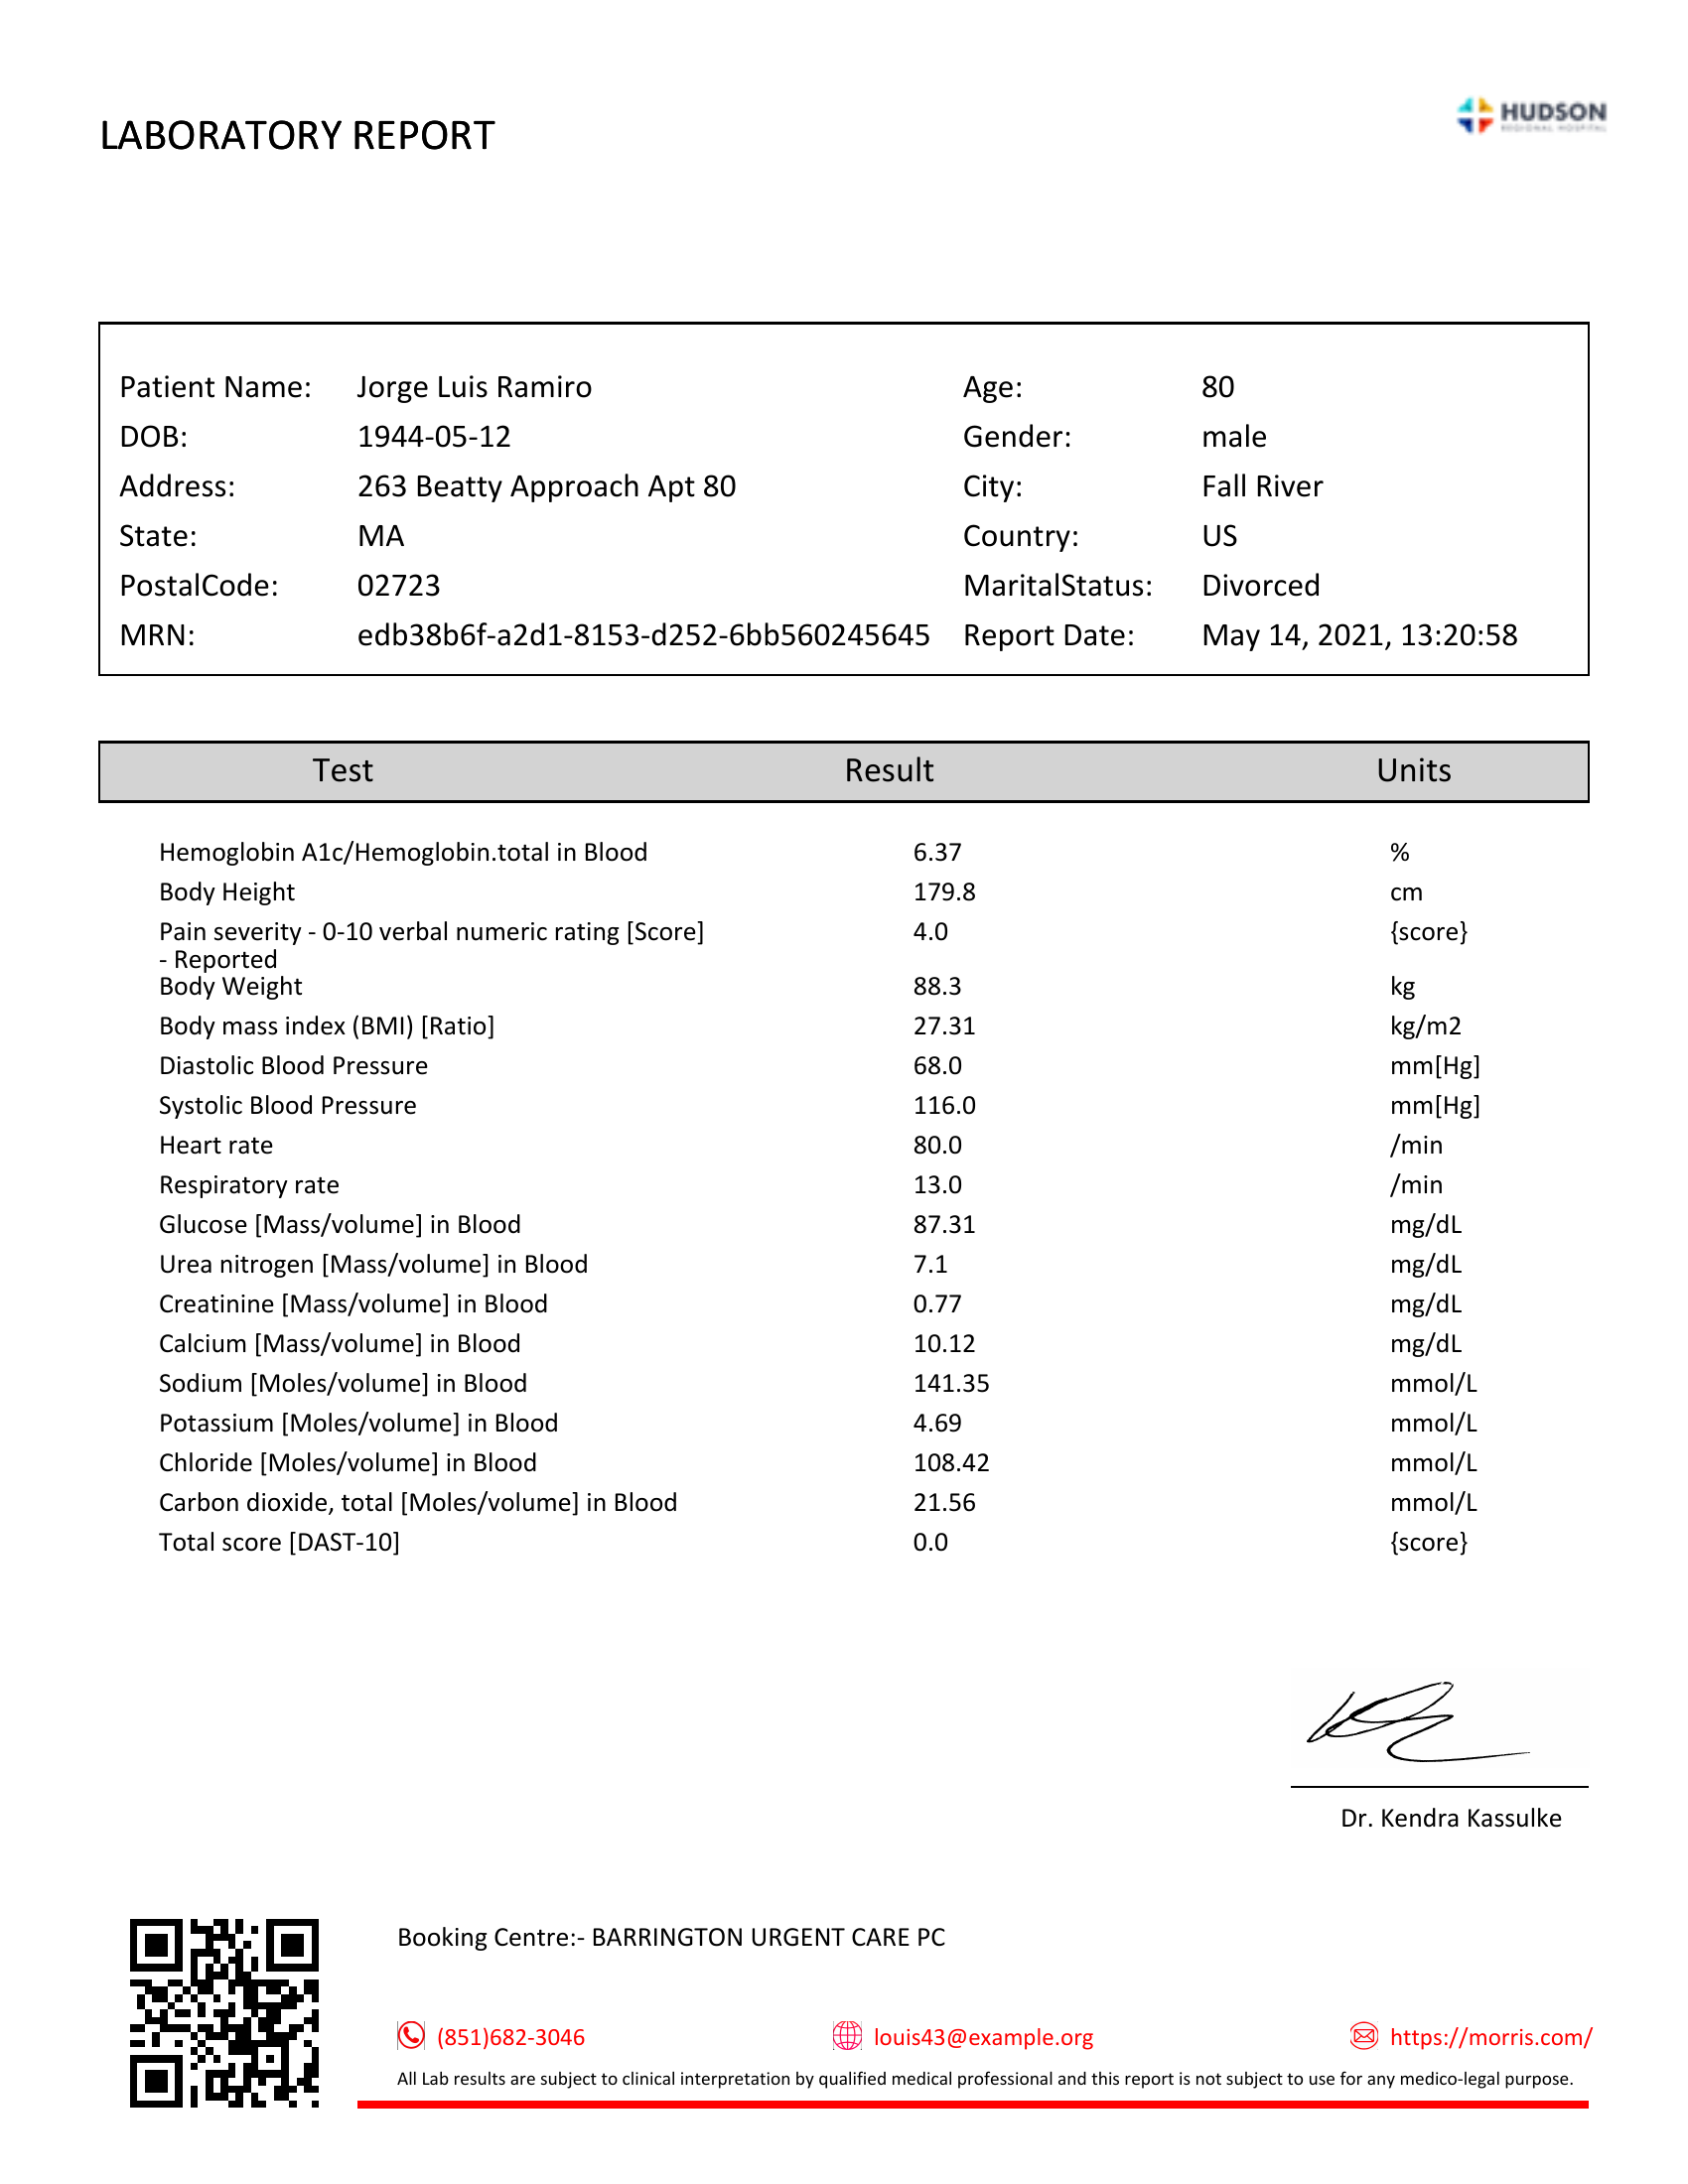 LABORATORY REPORT
HUDSON
REGIONAL HOSPITAL
Patient Name: Jorge Luis Ramiro Age: 80
DOB: 1944-05-12 Gender: male
Address: 263 Beatty Approach Apt 80 City: Fall River
State: MA Country: US
PostalCode: 02723 MaritalStatus: Divorced
MRN: edb38b6f-a2d1-8153-d252-6bb560245645 Report Date: May 14, 2021, 13:20:58
Test Result Units
Hemoglobin A1c/Hemoglobin.total in Blood 6.37 %
Body Height 179.8 cm
Pain severity - 0-10 verbal numeric rating [Score] 4.0 {score}
- Reported
Body Weight 88.3 kg
Body mass index (BMI) [Ratio] 27.31 kg/m2
Diastolic Blood Pressure 68.0 mm[Hg]
Systolic Blood Pressure 116.0 mm[Hg]
Heart rate 80.0 /min
Respiratory rate 13.0 /min
Glucose [Mass/volume] in Blood 87.31 mg/dL
Urea nitrogen [Mass/volume] in Blood 7.1 mg/dL
Creatinine [Mass/volume] in Blood 0.77 mg/dL
Calcium [Mass/volume] in Blood 10.12 mg/dL
Sodium [Moles/volume] in Blood 141.35 mmol/L
Potassium [Moles/volume] in Blood 4.69 mmol/L
Chloride [Moles/volume] in Blood 108.42 mmol/L
Carbon dioxide, total [Moles/volume] in Blood 21.56 mmol/L
Total score [DAST-10] 0.0 {score}
Dr. Kendra Kassulke
Booking Centre:- BARRINGTON URGENT CARE PC
(851)682-3046 louis43@example.org https://morris.com/
All Lab results are subject to clinical interpretation by qualified medical professional and this report is not subject to use for any medico-legal purpose.